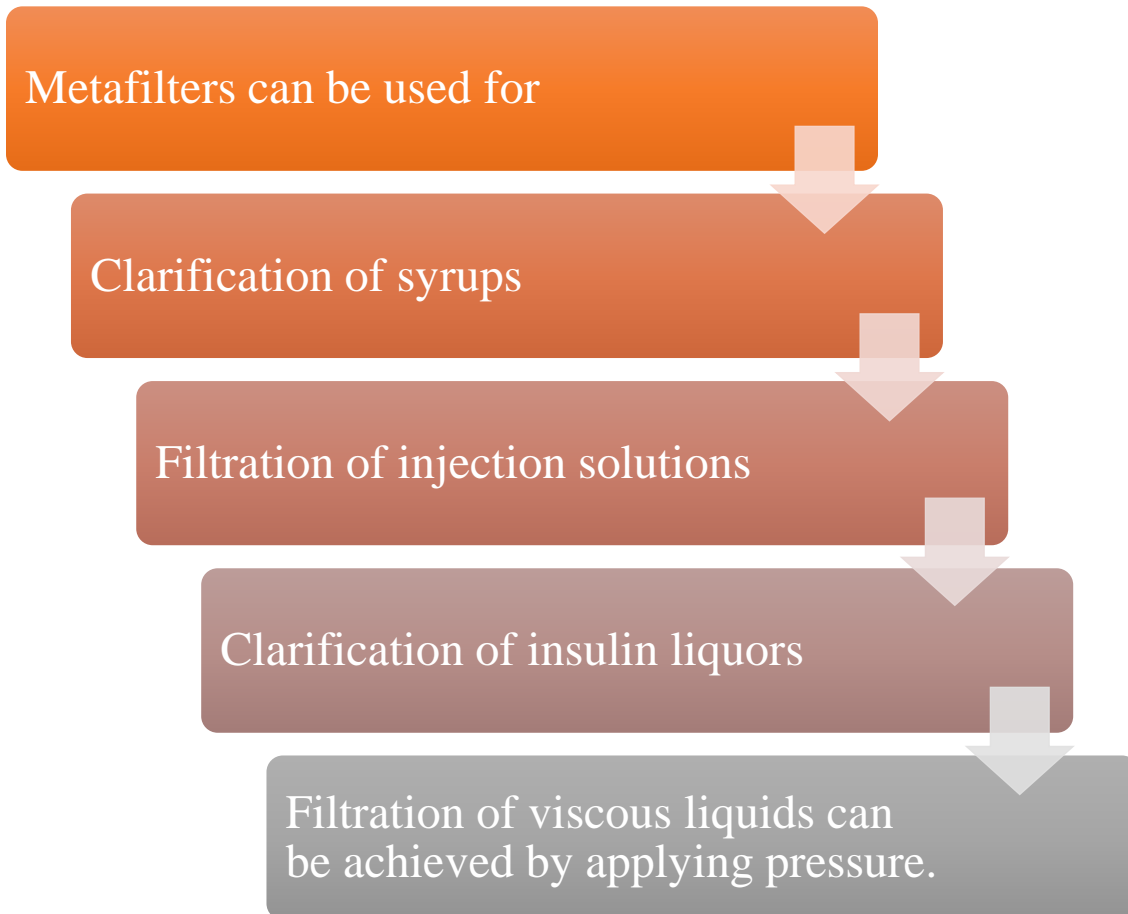 Metafilters can be used for
Clarification of syrups
Filtration of injection solutions
Clarification of insulin liquors
Filtration of viscous liquids can
be achieved by applying pressure.